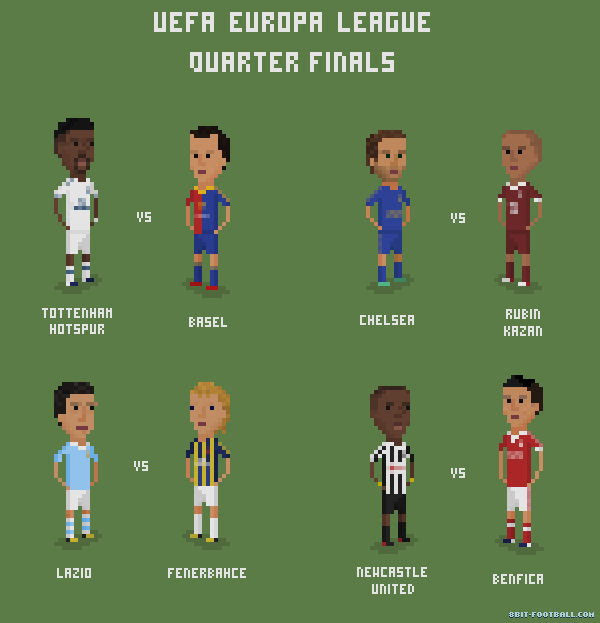 UEFA EUROPA LEAGUE
QUARTER FINALS
VS
VS
TOTTENHAM
HOTSPUR
BASEL
CHELSEA
RUBIN
KAZAN
VS
VS
LAZIO
FENERBAHCE
NEWCASTLE
UNITED
BENFICA
8BIT-FOOTBALL.COM